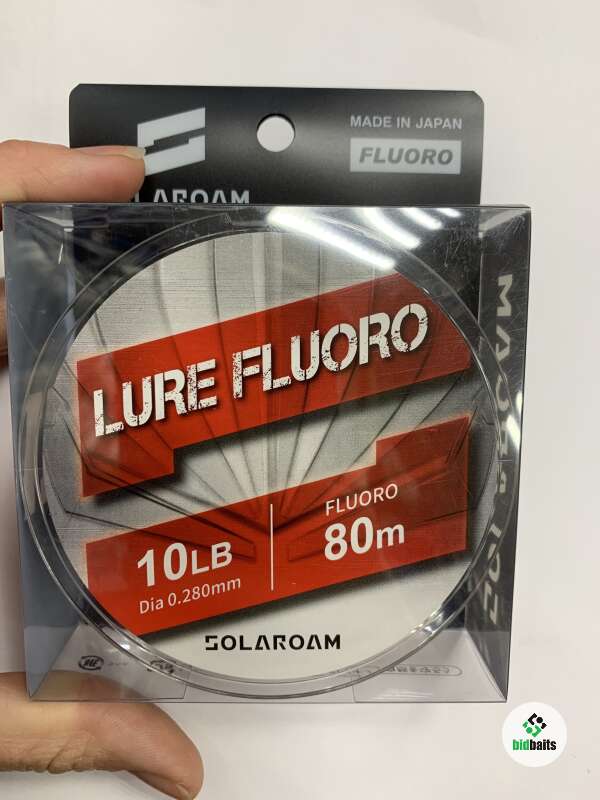 MADE IN JAPAN
FLUORO
SOLAROAM
LURE FLUORO
10LB
Dia 0.280mm
FLUORO
80m
SOLAROAM
bidbaits